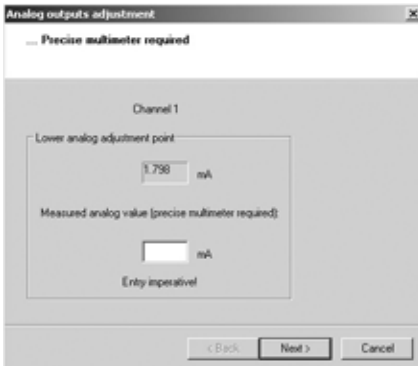 Analog outputs adjustment
.... Precise multimeter required
Channel 1
Lower analog adjustment point
1.798 mA
Measured analog value (precise multimeter required):
mA
Entry imperative!
< Back Next > Cancel